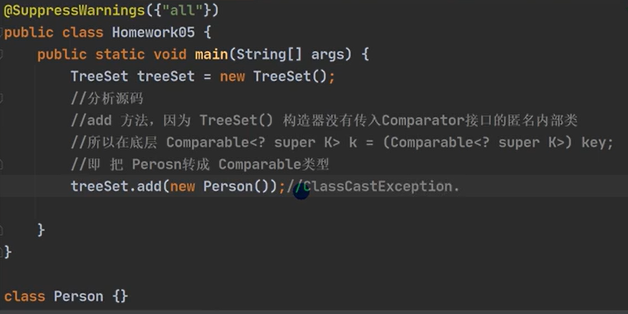 @SuppressWarnings({"all"})
public class Homework05 {
public static void main(String[] args) {
TreeSet treeSet = new TreeSet();
//分析源码
//add 方法，因为 TreeSet() 构造器没有传入Comparator接口的匿名内部类
//所以在底层 Comparable<? super K> k = (Comparable<? super K>) key;
//即 把 Perosn转成 Comparable类型
treeSet.add(new Person());//ClassCastException.
}
}
class Person {}